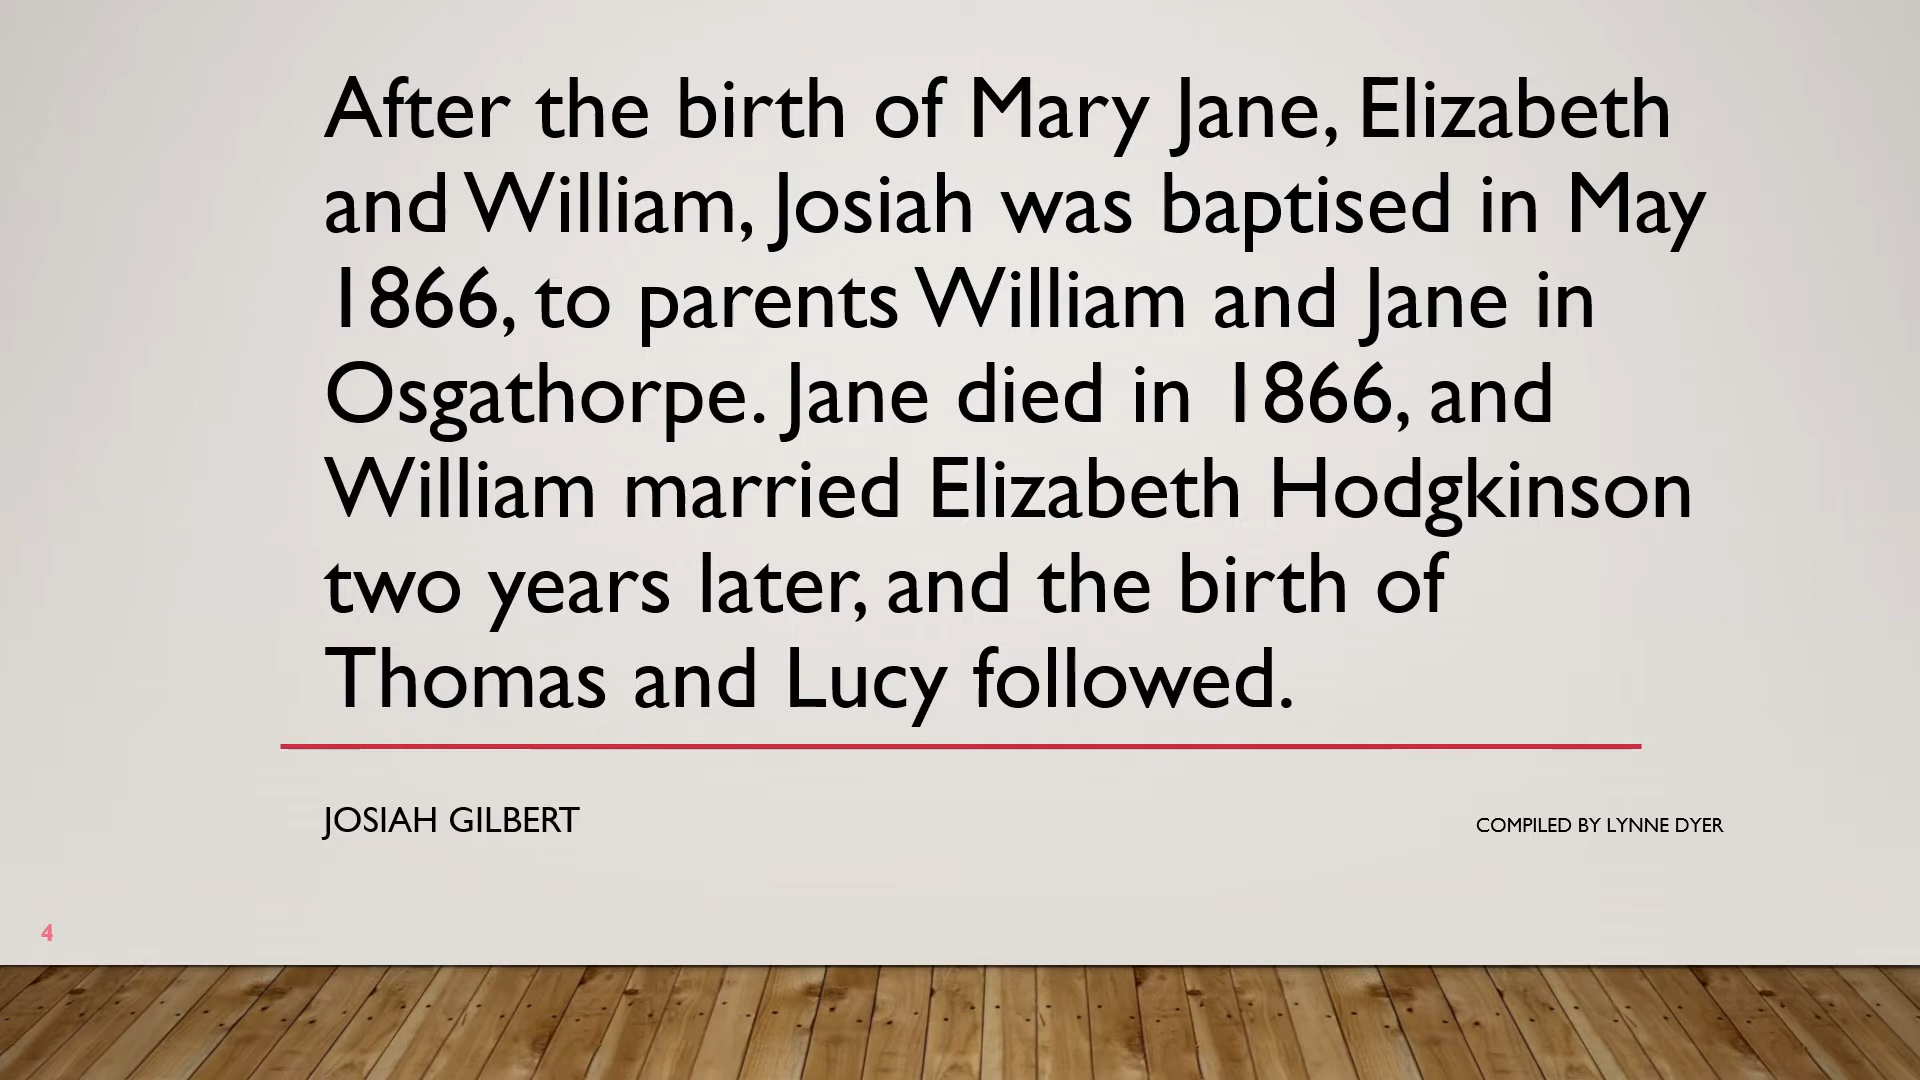 After the birth of Mary Jane, Elizabeth
and William, Josiah was baptised in May
1866, to parents William and Jane in
Osgathorpe. Jane died in 1866, and
William married Elizabeth Hodgkinson
two years later, and the birth of
Thomas and Lucy followed.
JOSIAH GILBERT
COMPILED BY LYNNE DYER
4